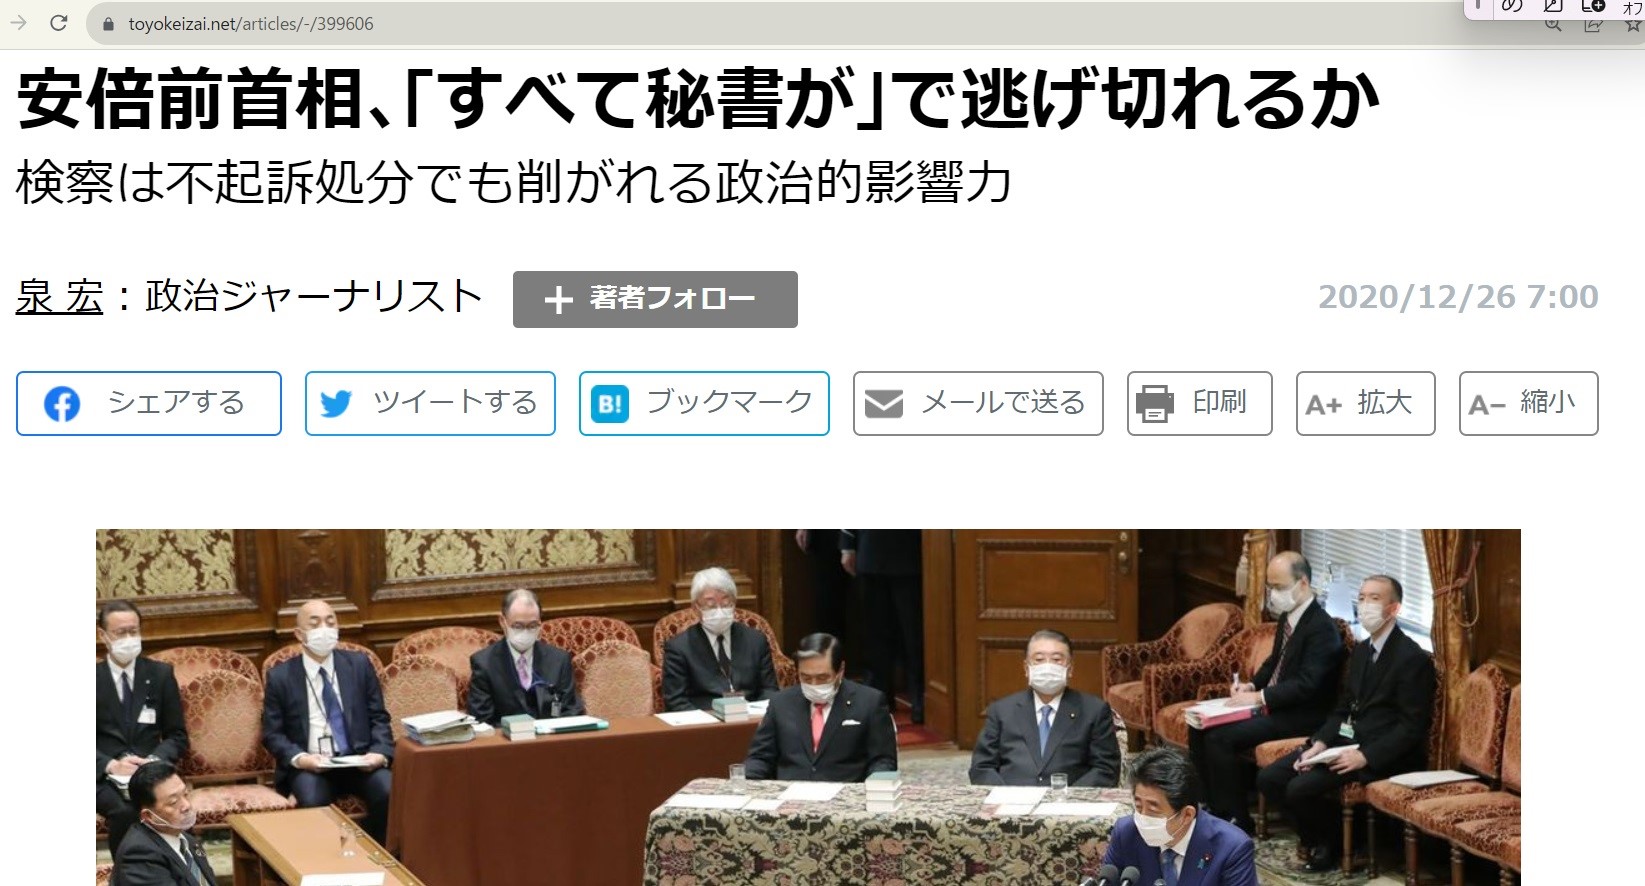 toyokeizai.net/articles/-/399606
オフ
安倍前首相、「すべて秘書が」で逃げ切れるか
検察は不起訴処分でも削がれる政治的影響力
泉 宏 : 政治ジャーナリスト
+ 著者フォロー
2020/12/26 7:00
シェアする
ツイートする
B! ブックマーク
メールで送る
印刷
A+ 拡大
A− 縮小